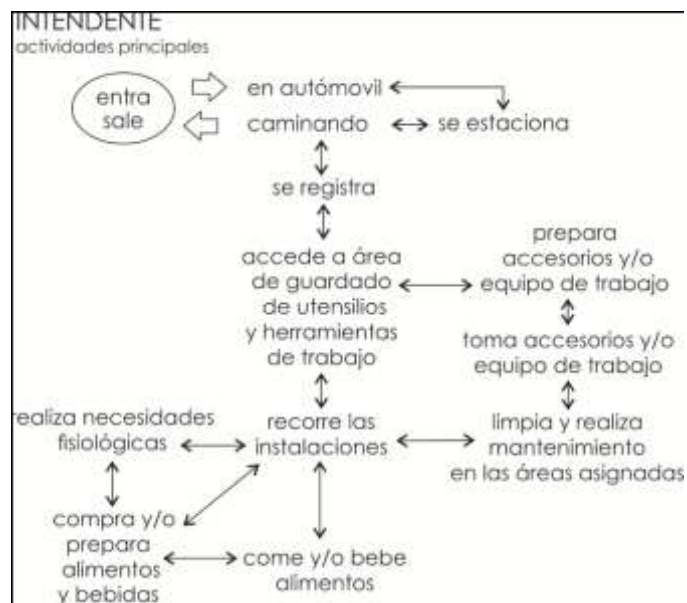 INTENDENTE
actividades principales
entra
sale
en autómovil
caminando
se estaciona
se registra
accede a área
de guardado
de utensilios
y herramientas
de trabajo
prepara
accesorios y/o
equipo de trabajo
toma accesorios y/o
equipo de trabajo
realiza necesidades
fisiológicas
recorre las
instalaciones
limpia y realiza
mantenimiento
en las áreas asignadas
compra y/o
prepara
alimentos
y bebidas
come y/o bebe
alimentos